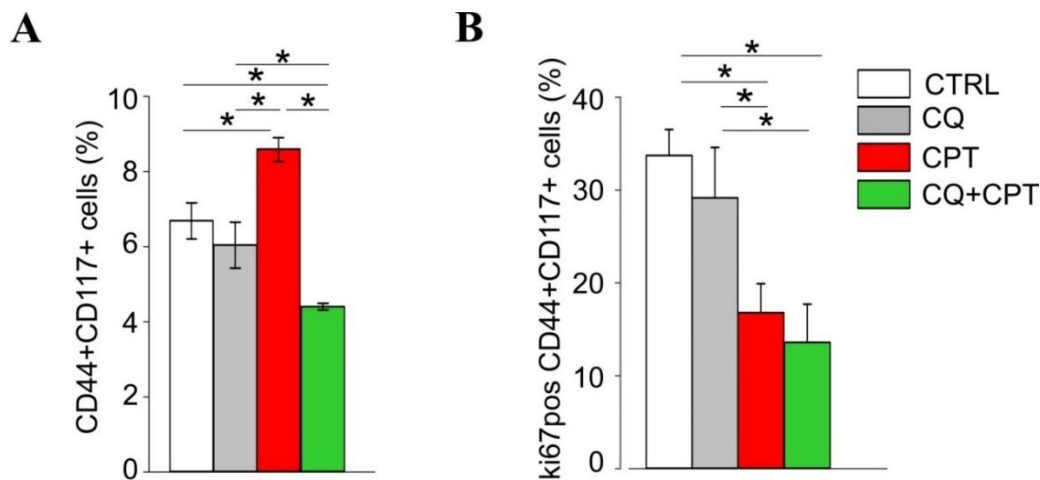 A
CD44+CD117+ cells (%)
10
8
6
4
2
0
*
*
*
*
*
B
ki67pos CD44+CD117+ cells (%)
40
30
20
10
0
*
*
*
*
CTRL
CQ
CPT
CQ+CPT